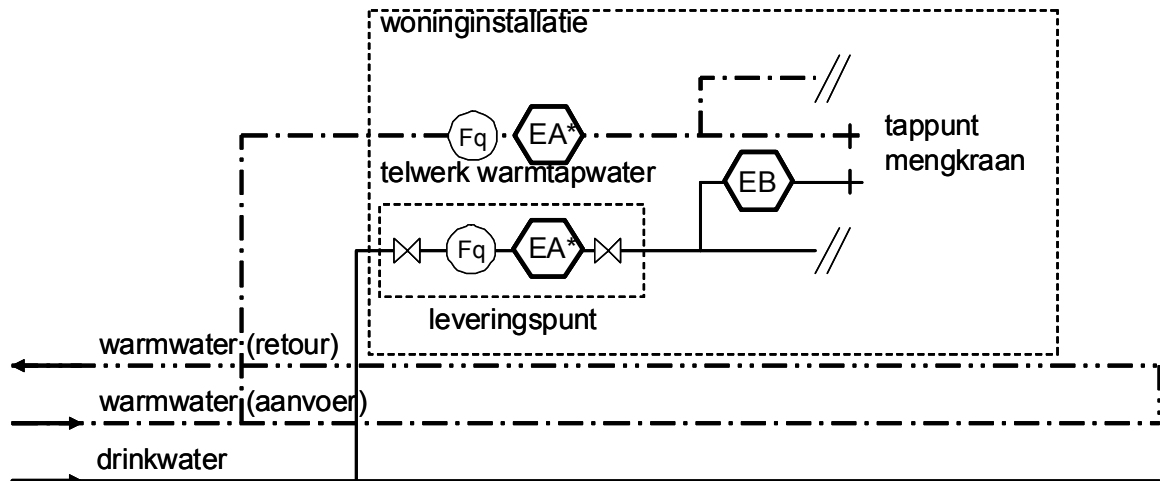 woninginstallatie
Fq EA*
tappunt
mengkraan
telwerk warmtapwater
EB
Fq EA*
leveringspunt
warmwater (retour)
warmwater (aanvoer)
drinkwater